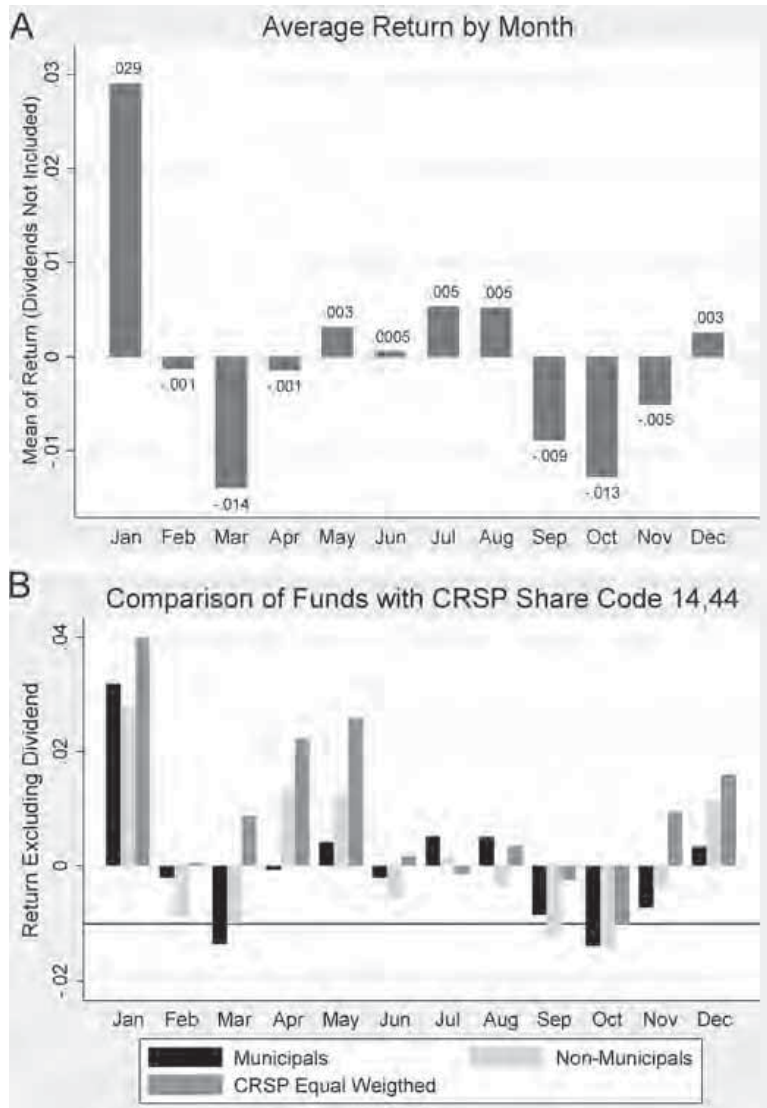 A
Average Return by Month
Mean of Return (Dividends Not Included)
.03
.02
.01
0
-.01
.029
-.001
-.014
-.001
.003
.0005
.005
.005
-.009
-.013
-.005
.003
Jan Feb Mar Apr May Jun Jul Aug Sep Oct Nov Dec
B
Comparison of Funds with CRSP Share Code 14,44
Return Excluding Dividend
.04
.02
0
-.02
Jan Feb Mar Apr May Jun Jul Aug Sep Oct Nov Dec
Municipals
Non-Municipals
CRSP Equal Weigthed